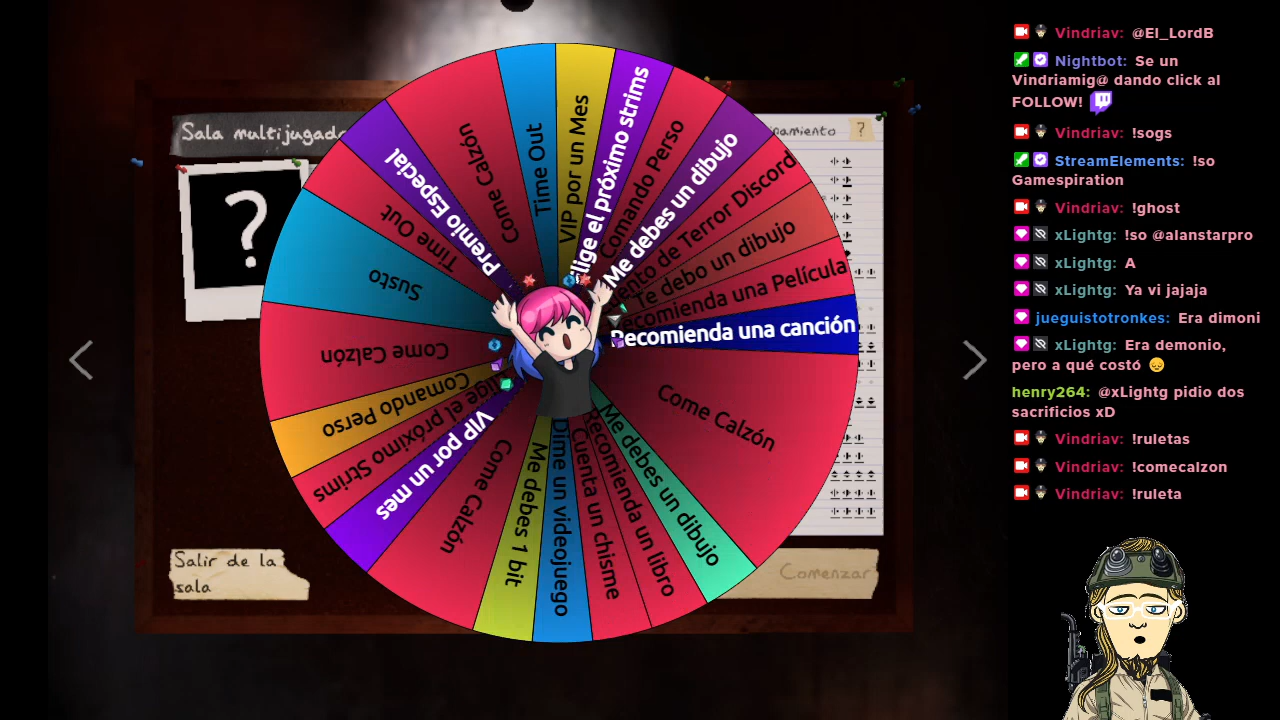 Sala multijugado
?
?
Salir de la
sala
Comenzar
Time Out
VIP por un Mes
lige el próximo strims
Comando Perso
Me debes un dibujo
ento de Terror Discord
Te debo un dibujo
ecomienda una Película
Recomienda una canción
Come Calzón
Me debes un dibujo
Recomienda un libro
Cuenta un chisme
Dime un videojuego
Me debes 1 bit
Come Calzón
VIP por un mes
lige el próximo Strims
Comando Perso
Come Calzón
Susto
Time Out
Premio Especial
Come Calzón
Vindriav: @El_LordB
Nightbot: Se un
Vindriamig@ dando click al
FOLLOW!
Vindriav: !sogs
StreamElements: !so
Gamespiration
Vindriav: !ghost
xLightg: !so @alanstarpro
xLightg: A
xLightg: Ya vi jajaja
jueguistotronkes: Era dimoni
xLightg: Era demonio,
pero a qué costó 😔
henry264: @xLightg pidio dos
sacrificios xD
Vindriav: !ruletas
Vindriav: !comecalzon
Vindriav: !ruleta